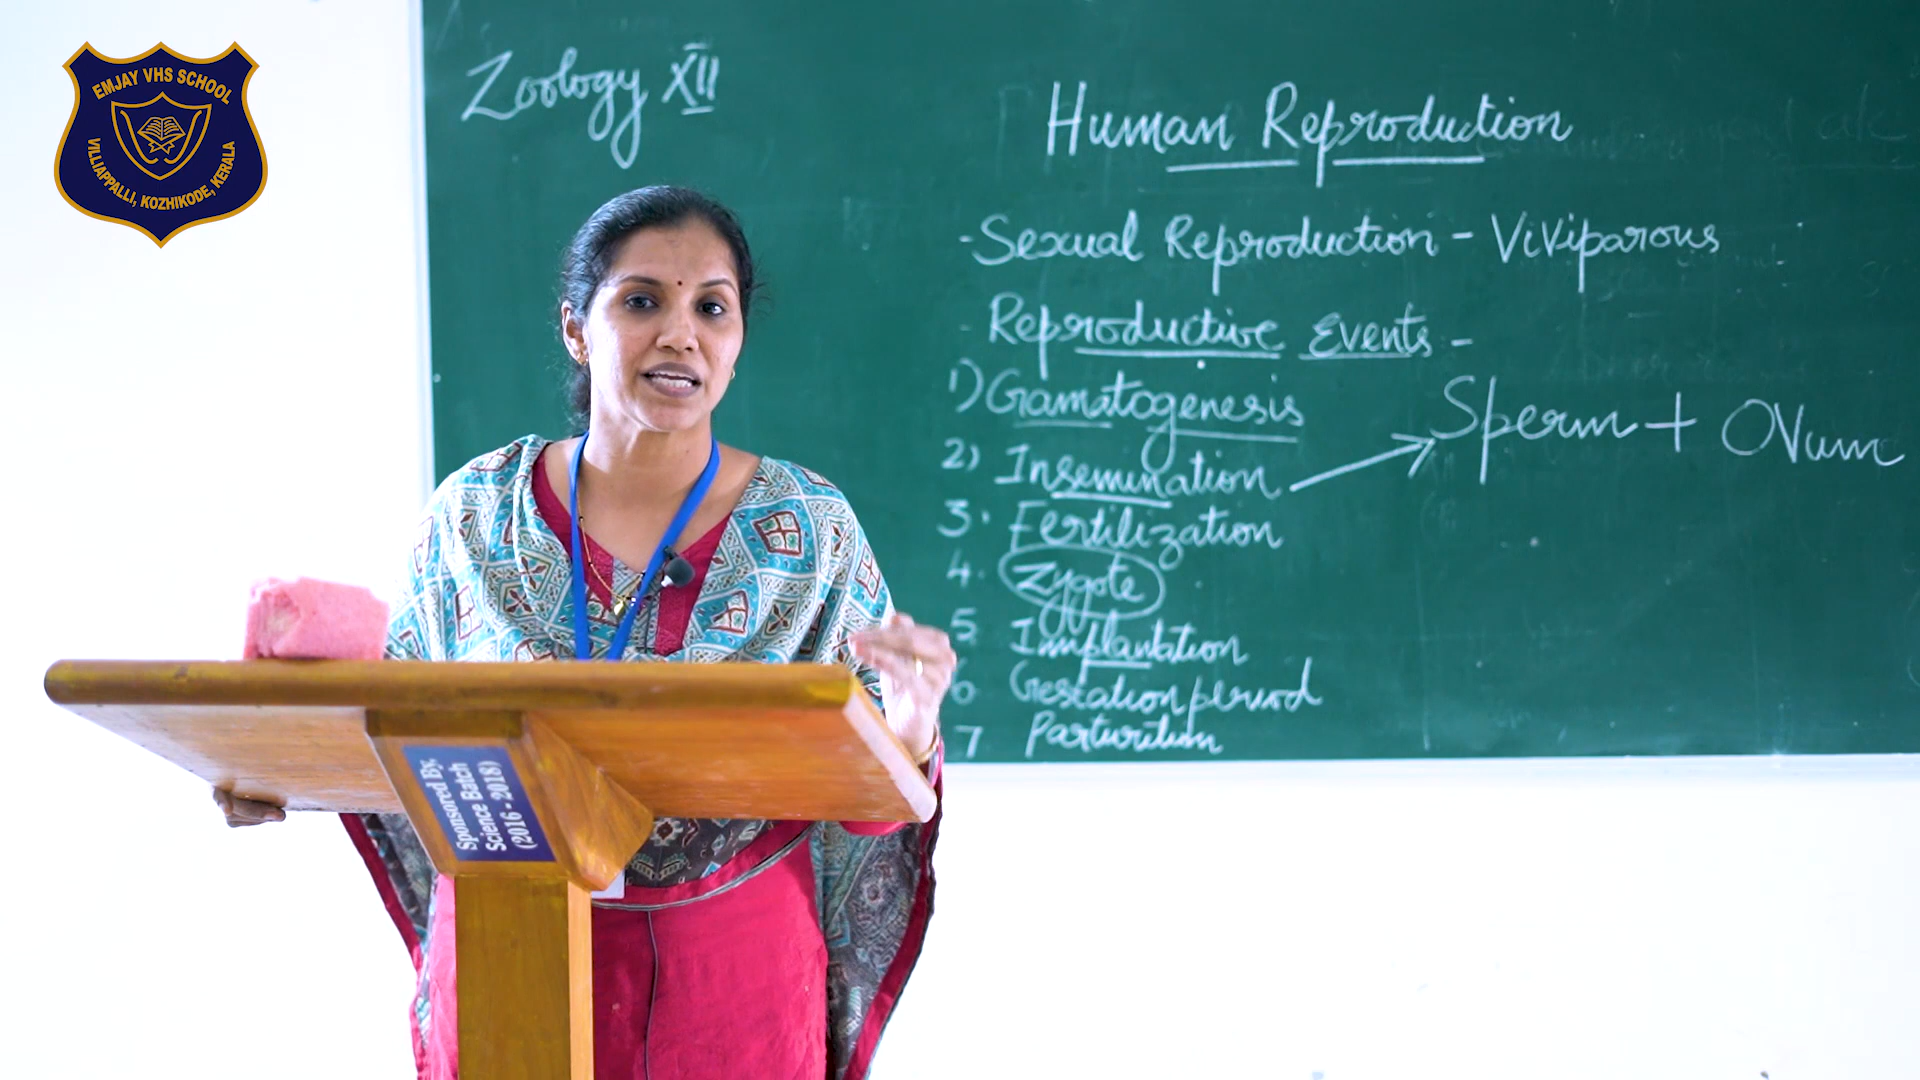 EMJAY VHS SCHOOL
VILLIAPPALLI, KOZHIKODE, KERALA
Zoology XII
Human Reproduction
- Sexual Reproduction - ViViparous
- Reproductive Events -
1) Gamatogenesis
2) Insemination → Sperm + OVum
3. Fertilization
4. Zygote
5. Implantation
6 Gestation period
7 Parturition
Sponsored By,
Science Batch
(2016 - 2018)